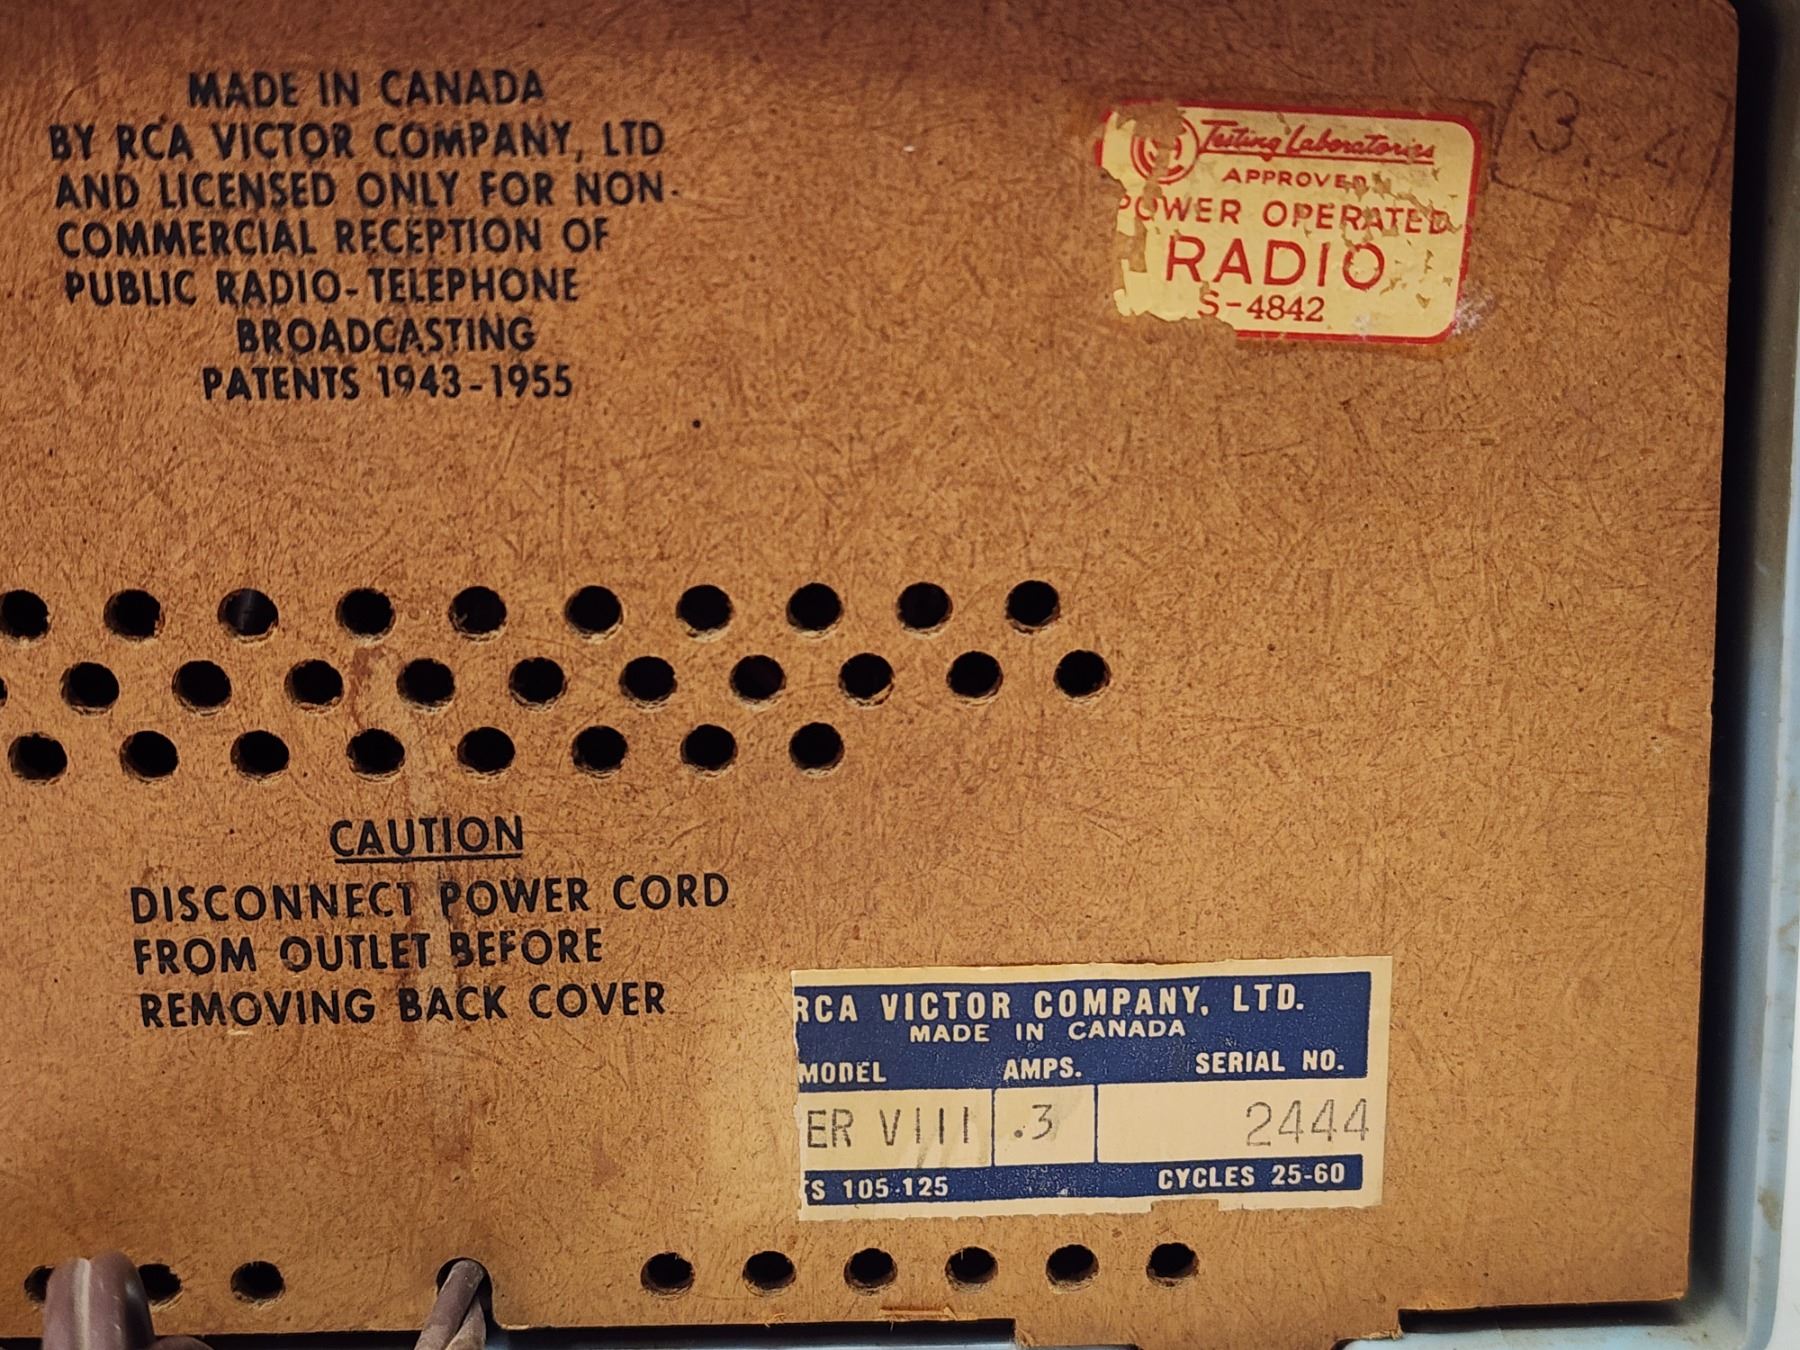 MADE IN CANADA
BY RCA VICTOR COMPANY, LTD
AND LICENSED ONLY FOR NON-
COMMERCIAL RECEPTION OF
PUBLIC RADIO-TELEPHONE
BROADCASTING
PATENTS 1943-1955
Testing Laboratories
APPROVED
POWER OPERATED
RADIO
S-4842
CAUTION
DISCONNECT POWER CORD
FROM OUTLET BEFORE
REMOVING BACK COVER
RCA VICTOR COMPANY, LTD.
MADE IN CANADA
MODEL AMPS. SERIAL NO.
ER VIII .3 2444
S 105-125 CYCLES 25-60